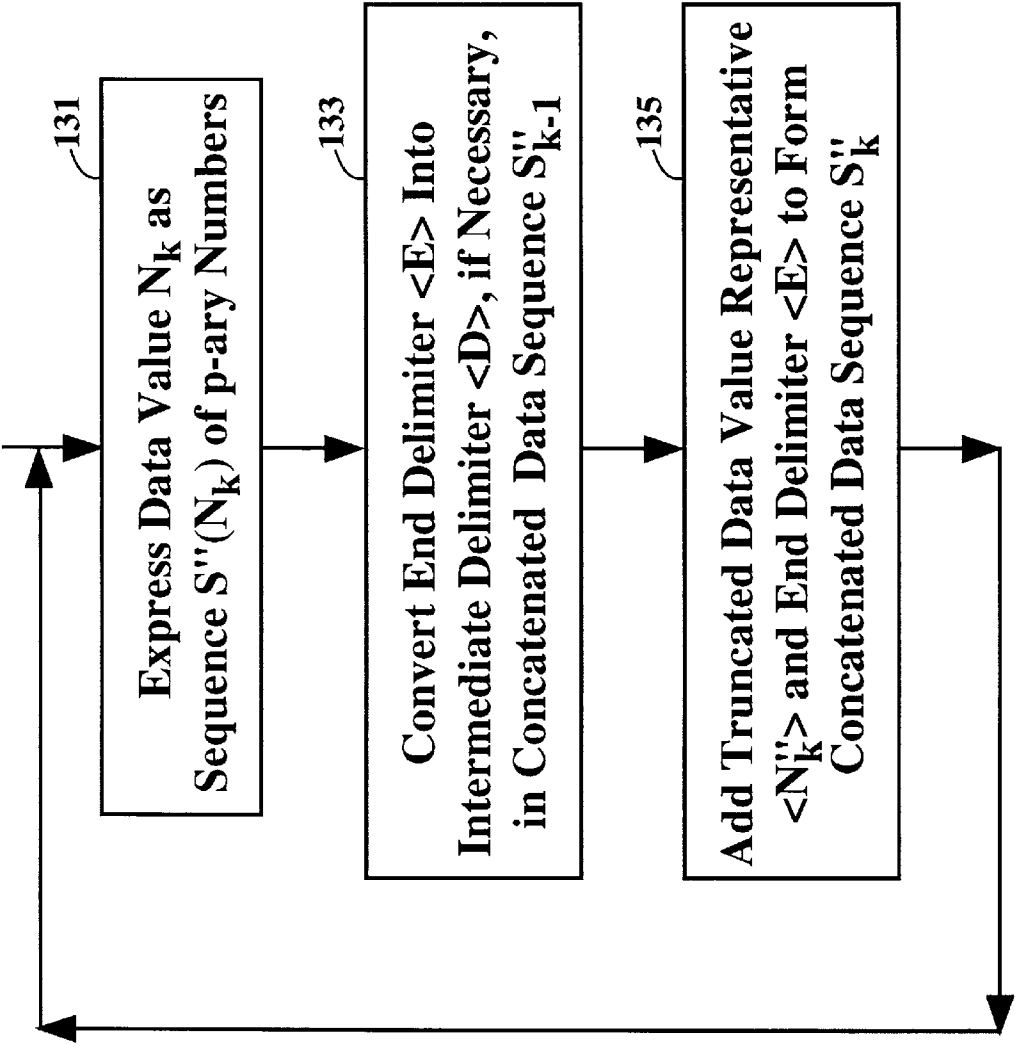 131
Express Data Value N_k as
Sequence S''(N_k) of p-ary Numbers
133
Convert End Delimiter <E> Into
Intermediate Delimiter <D>, if Necessary,
in Concatenated Data Sequence S''_k-1
135
Add Truncated Data Value Representative
<N''_k> and End Delimiter <E> to Form
Concatenated Data Sequence S''_k